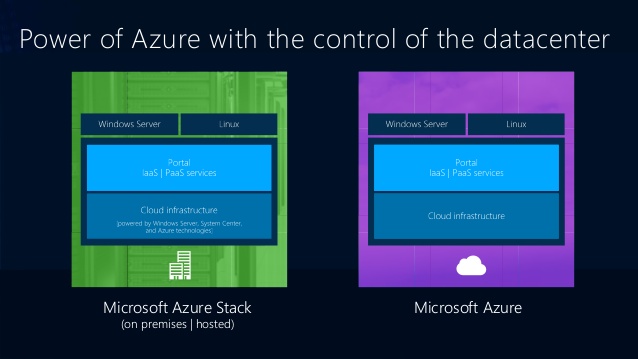 Power of Azure with the control of the datacenter
Windows Server
Linux
Portal
IaaS | PaaS services
Cloud infrastructure
[powered by Windows Server, System Center,
and Azure technologies]
Microsoft Azure Stack
(on premises | hosted)
Windows Server
Linux
Portal
IaaS | PaaS services
Cloud infrastructure
Microsoft Azure